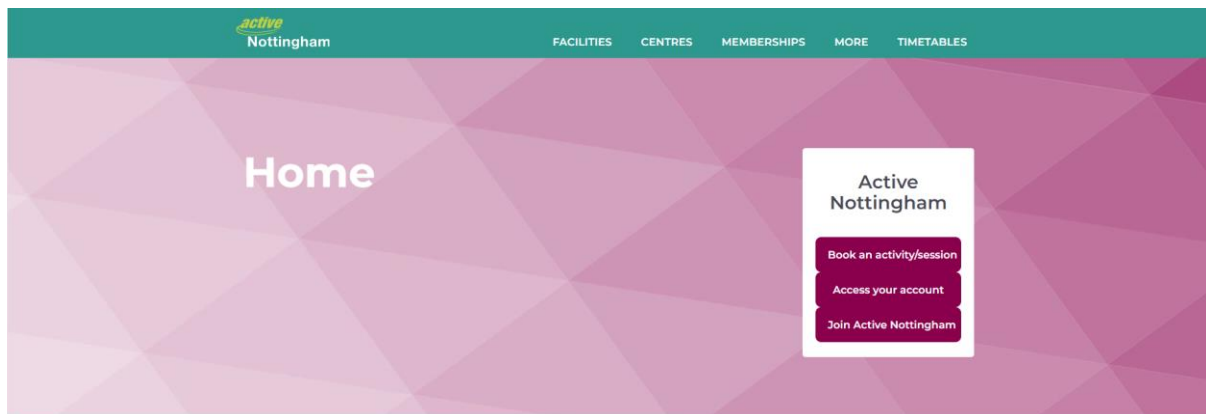 active
Nottingham
FACILITIES CENTRES MEMBERSHIPS MORE TIMETABLES
Home
Active
Nottingham
Book an activity/session
Access your account
Join Active Nottingham